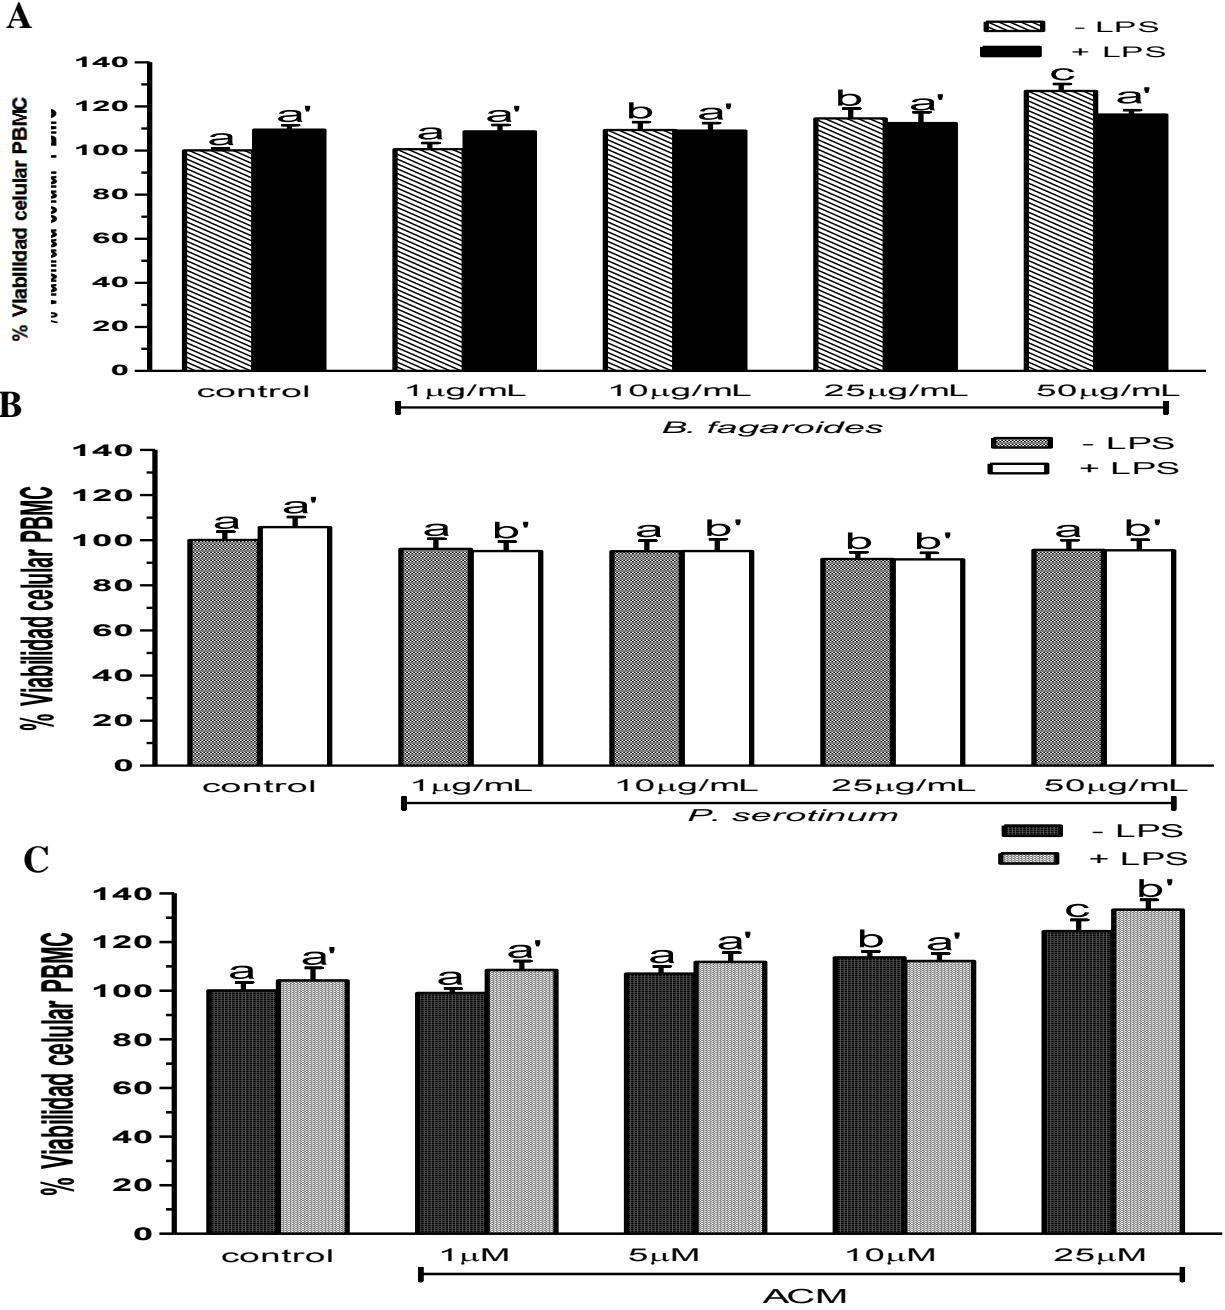 A
- LPS
+ LPS
% Viabilidad celular PBMC
140
120
100
80
60
40
20
0
a
a'
a
a'
b
a'
b
a'
c
a'
control
1µg/mL
10µg/mL
25µg/mL
50µg/mL
B. fagaroides
B
- LPS
+ LPS
% Viabilidad celular PBMC
140
120
100
80
60
40
20
0
a
a'
a
b'
a
b'
b
b'
a
b'
control
1µg/mL
10µg/mL
25µg/mL
50µg/mL
P. serotinum
C
- LPS
+ LPS
% Viabilidad celular PBMC
140
120
100
80
60
40
20
0
a
a'
a
a'
a
a'
b
a'
c
b'
control
1µM
5µM
10µM
25µM
ACM